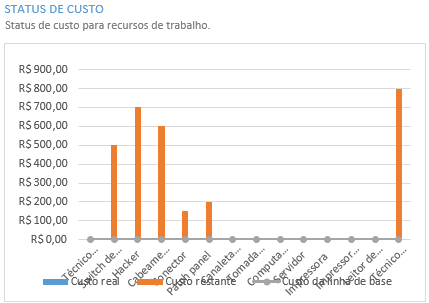 STATUS DE CUSTO
Status de custo para recursos de trabalho.
R$ 900,00
R$ 800,00
R$ 700,00
R$ 600,00
R$ 500,00
R$ 400,00
R$ 300,00
R$ 200,00
R$ 100,00
R$ 0,00
Técnico...
Switch de...
Hacker
Cabeame...
Conector
Patsh panel
Canaleta...
Tomada...
Computa...
Servidor
Impressora
Impressor...
Leitor de...
Técnico...
Custo real
Custo restante
Custo da linha de base